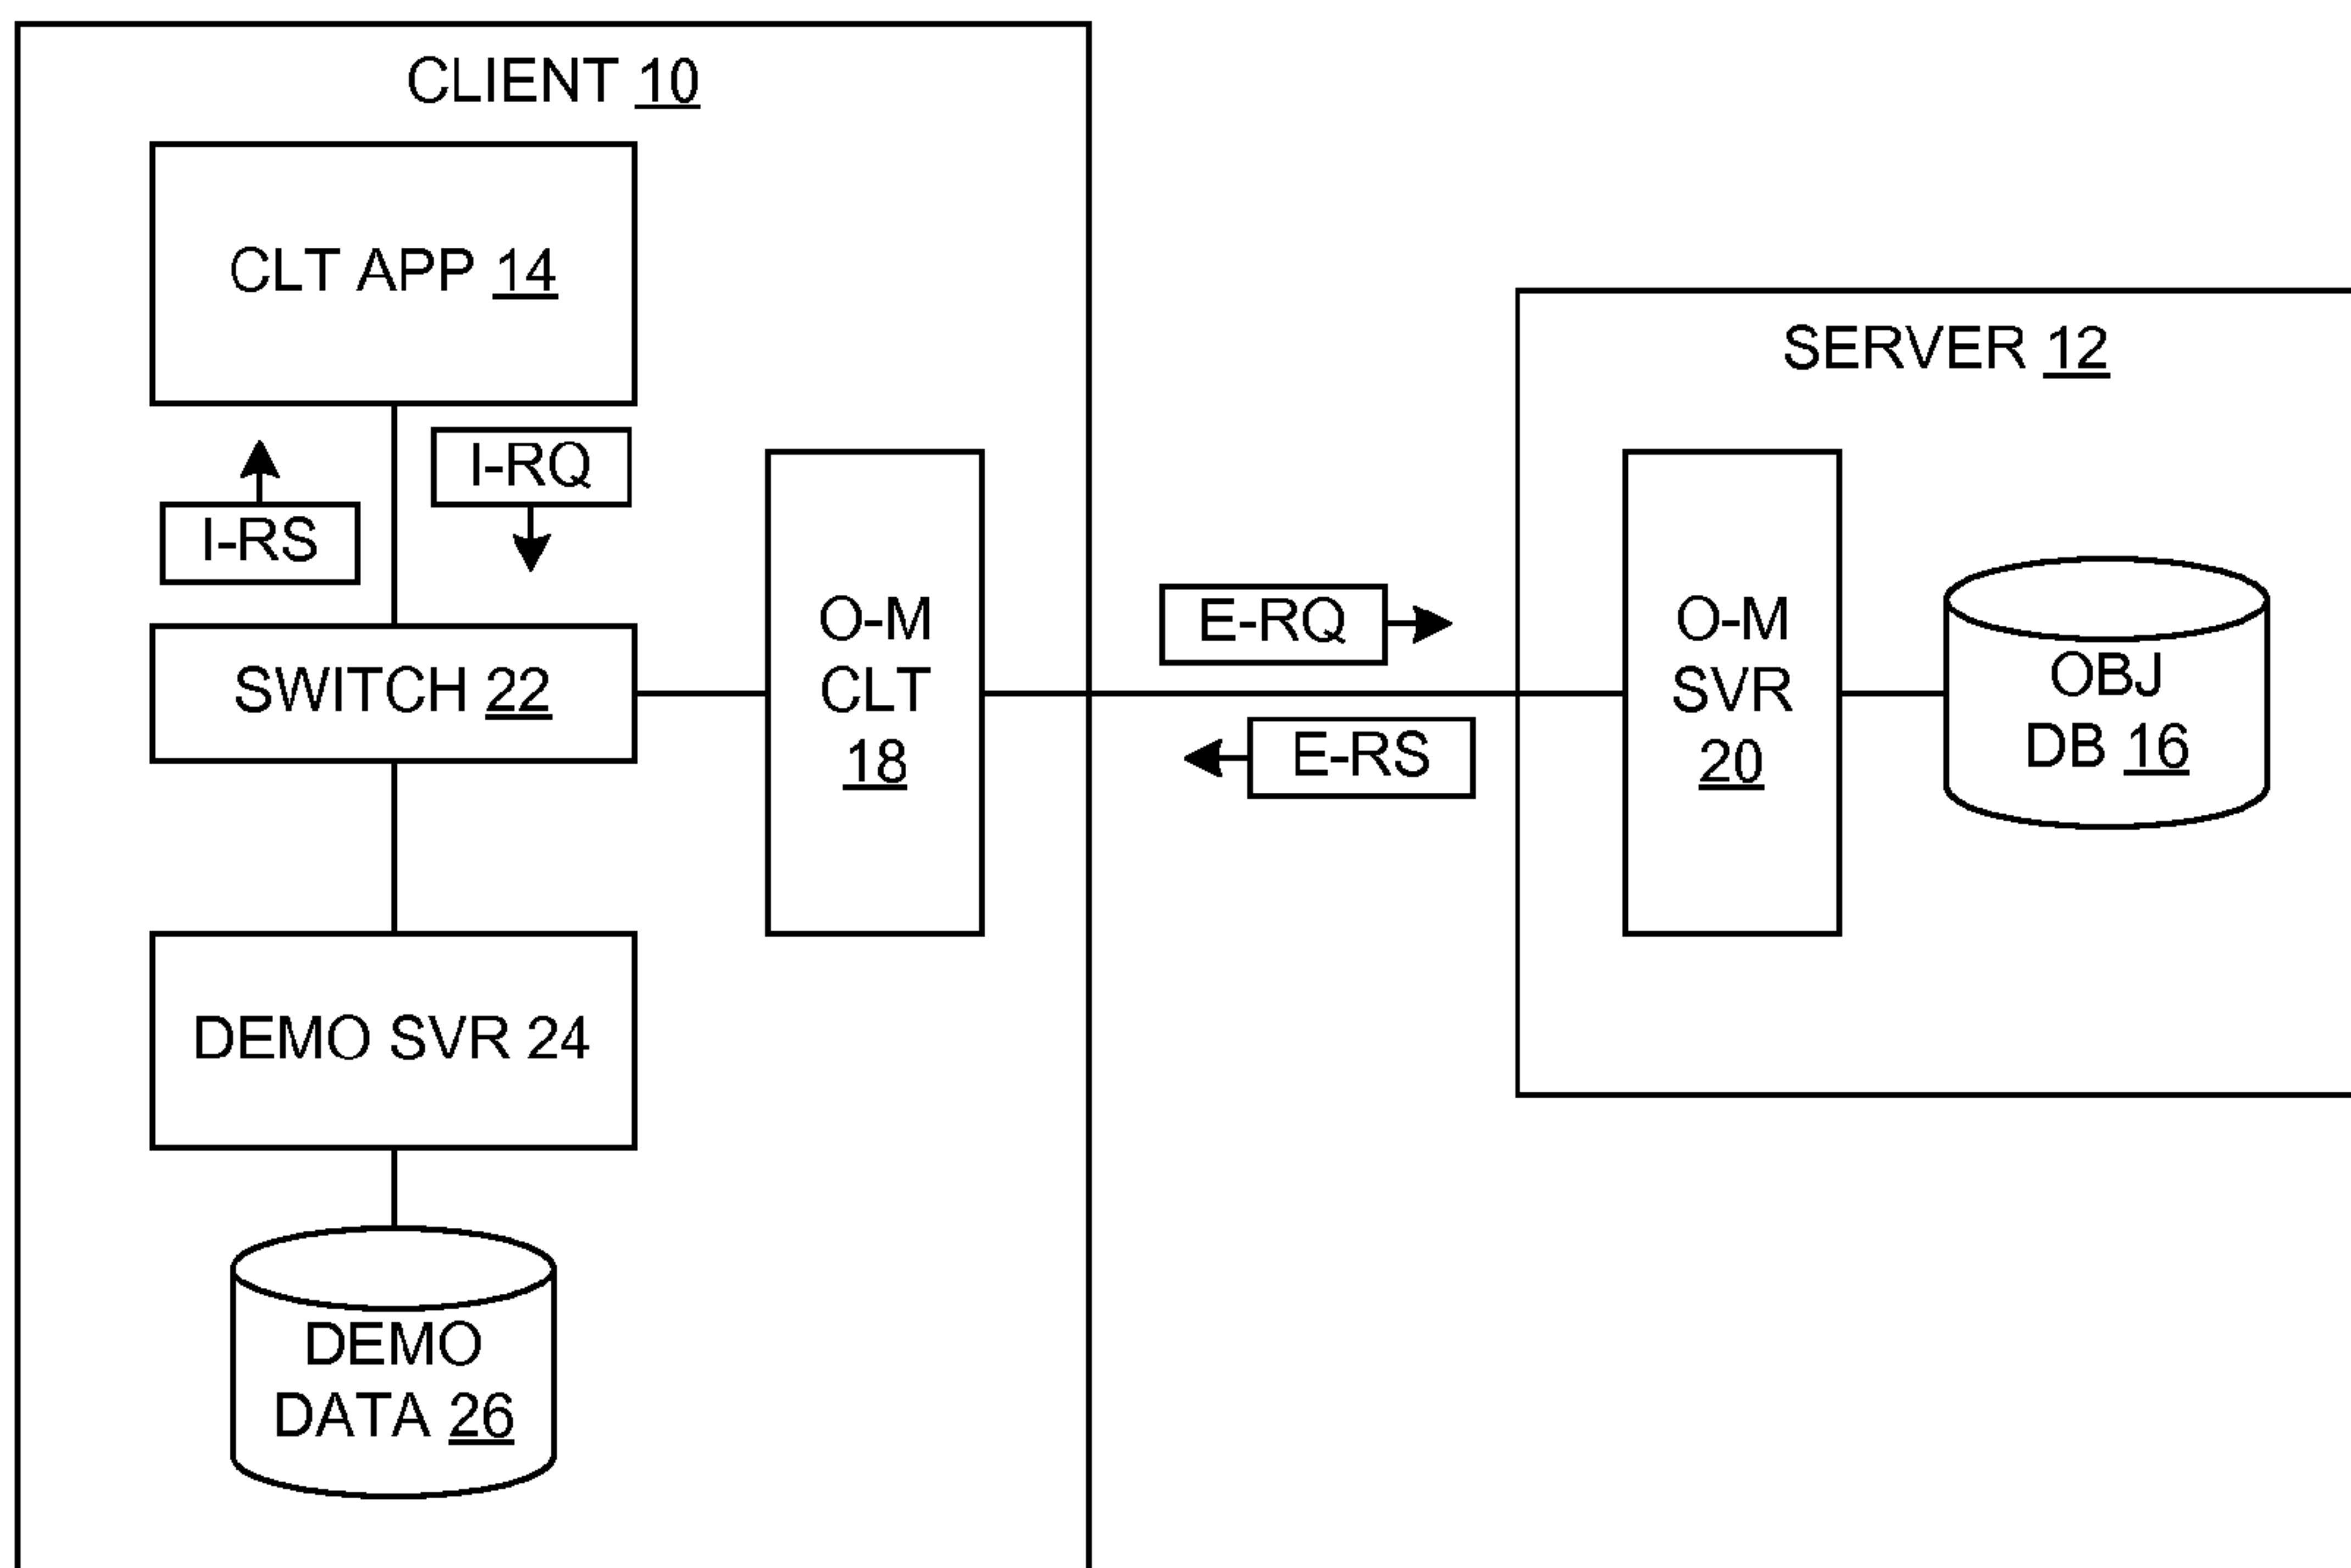 CLIENT 10
CLT APP 14
I-RQ
I-RS
SWITCH 22
O-M
CLT
18
DEMO SVR 24
DEMO
DATA 26
E-RQ
E-RS
SERVER 12
O-M
SVR
20
OBJ
DB 16